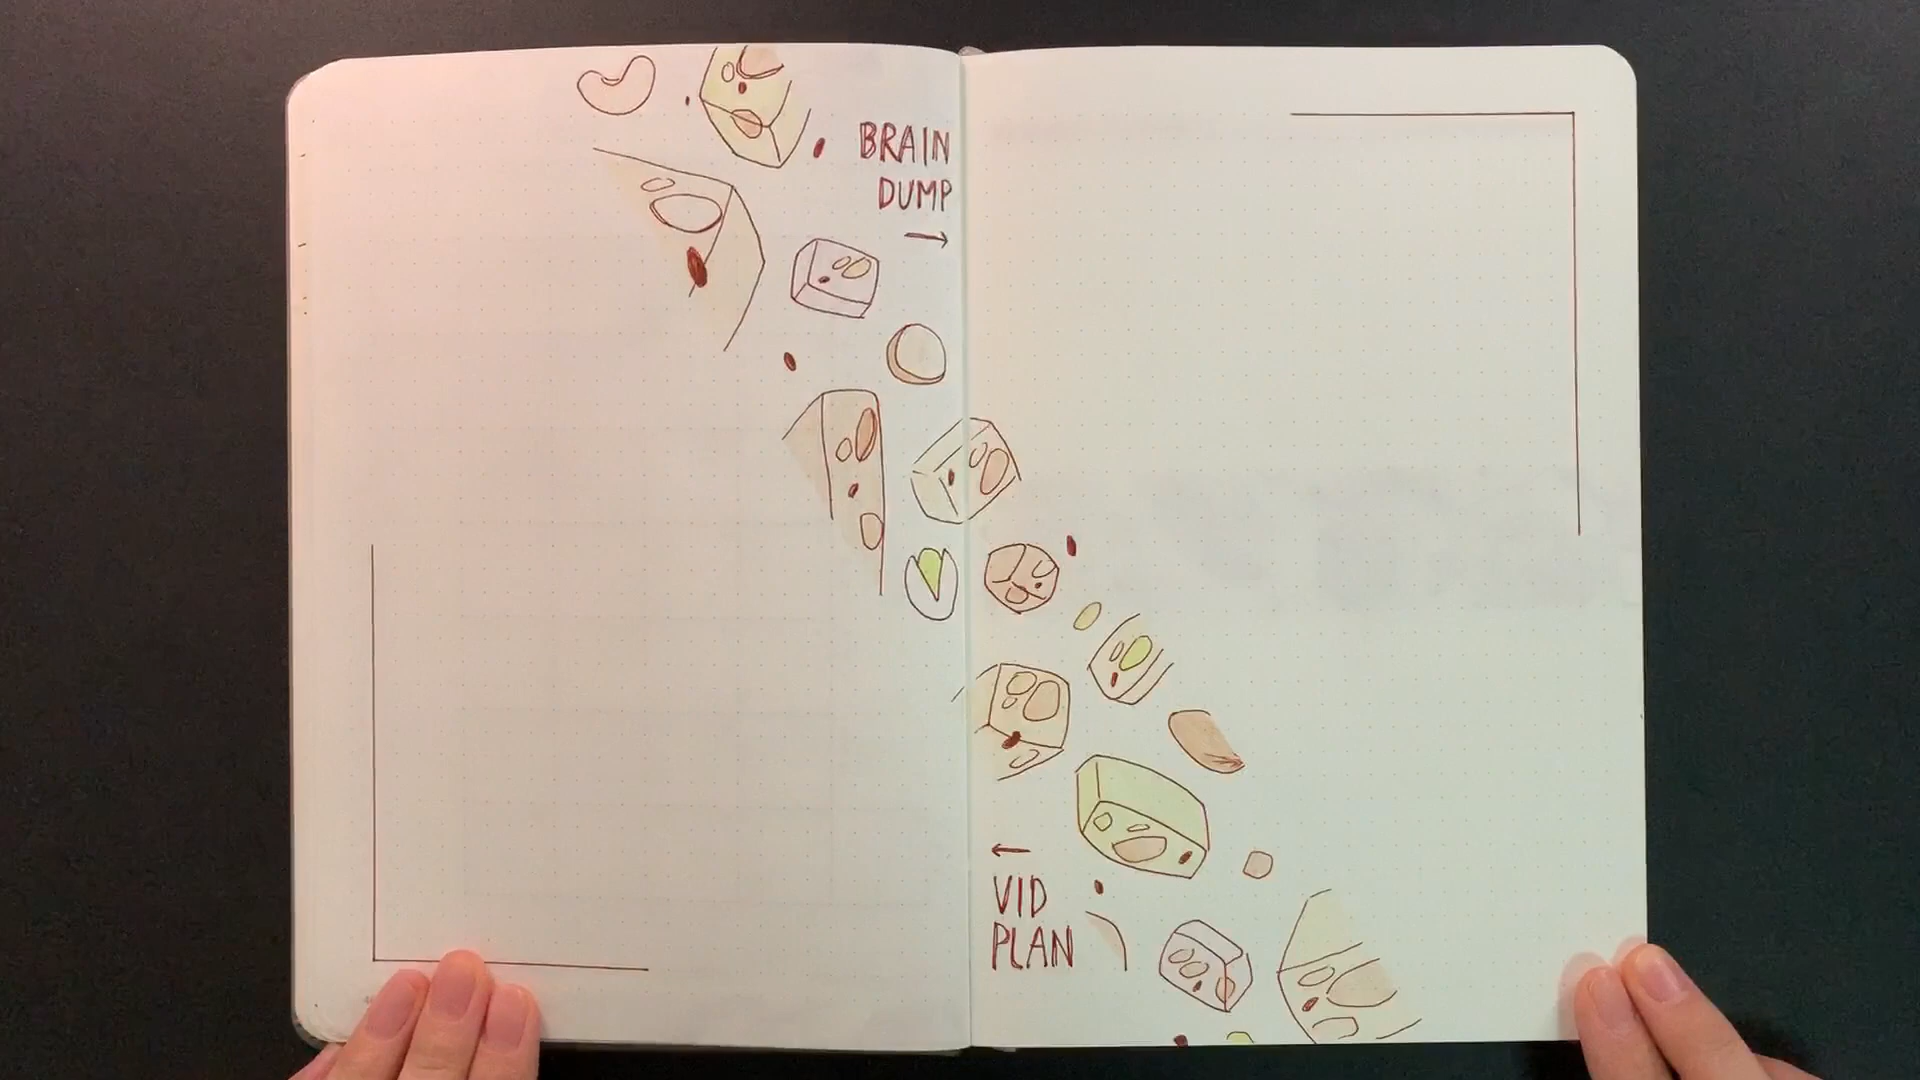 BRAIN
DUMP
→
←
VID
PLAN